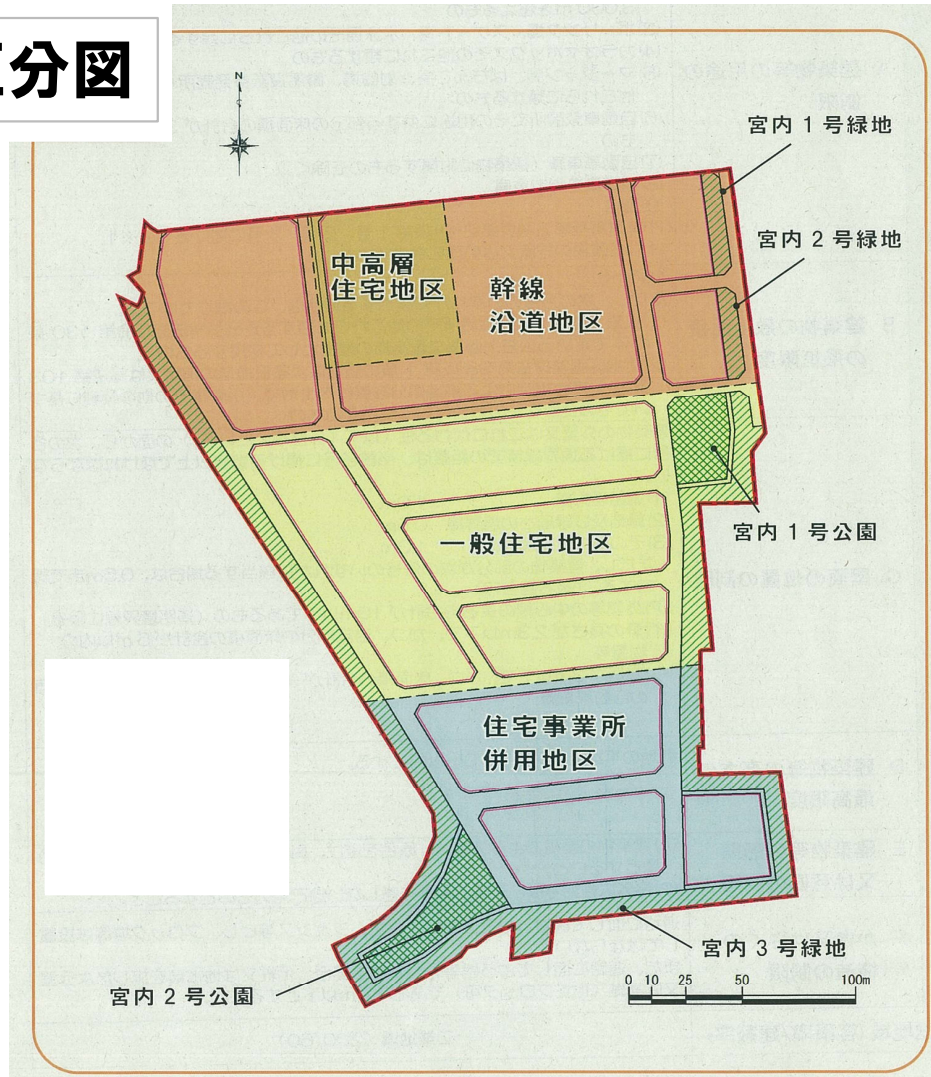 分図
N
宮内1号緑地
宮内2号緑地
中高層
住宅地区
幹線
沿道地区
宮内1号公園
一般住宅地区
住宅事業所
併用地区
宮内3号緑地
宮内2号公園
0 10 25 50 100m